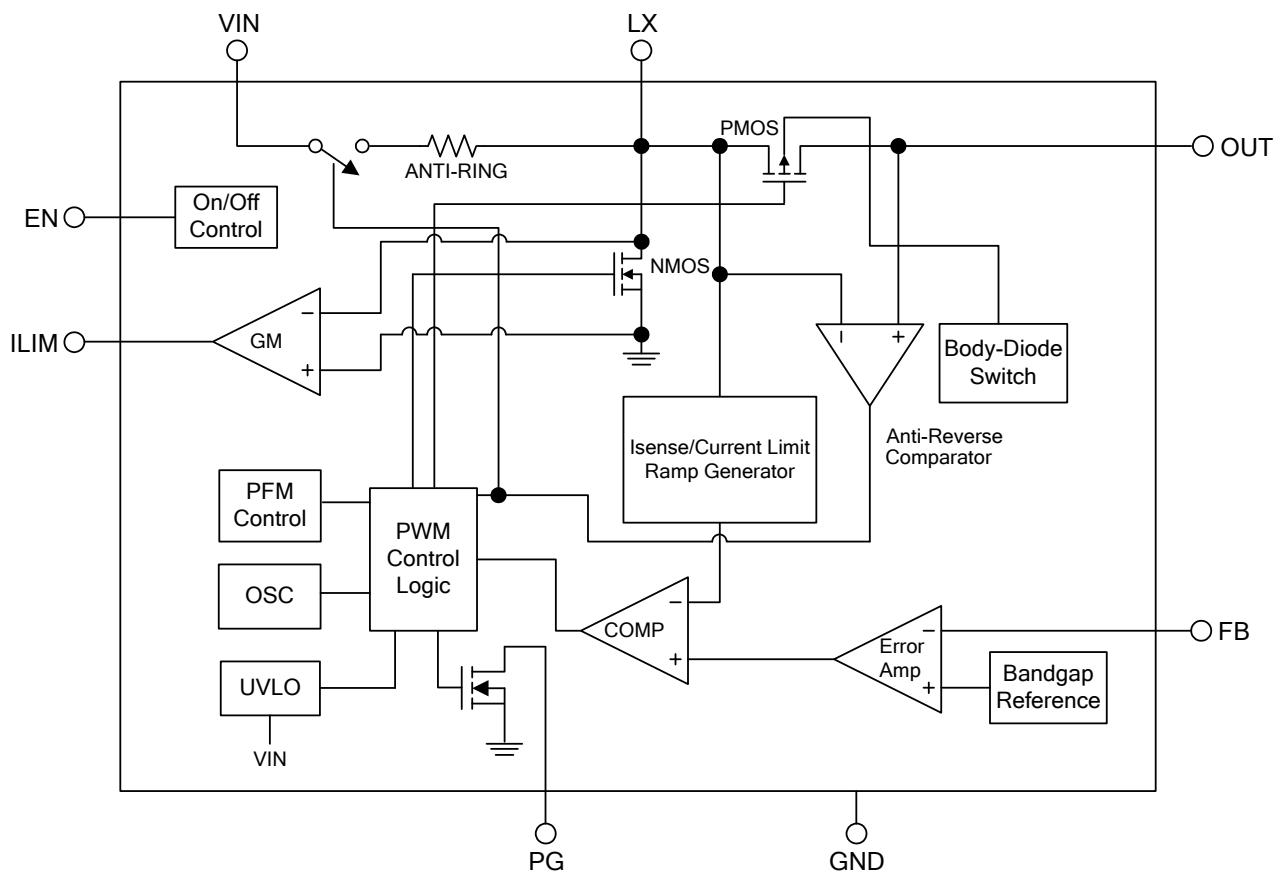 VIN
LX
PMOS
OUT
ANTI-RING
On/Off
Control
EN
NMOS
ILIM
−
GM
+
−
+
Body-Diode
Switch
Isense/Current Limit
Ramp Generator
Anti-Reverse
Comparator
PFM
Control
PWM
Control
Logic
OSC
−
COMP
+
−
Error
Amp
+
FB
Bandgap
Reference
UVLO
VIN
PG
GND